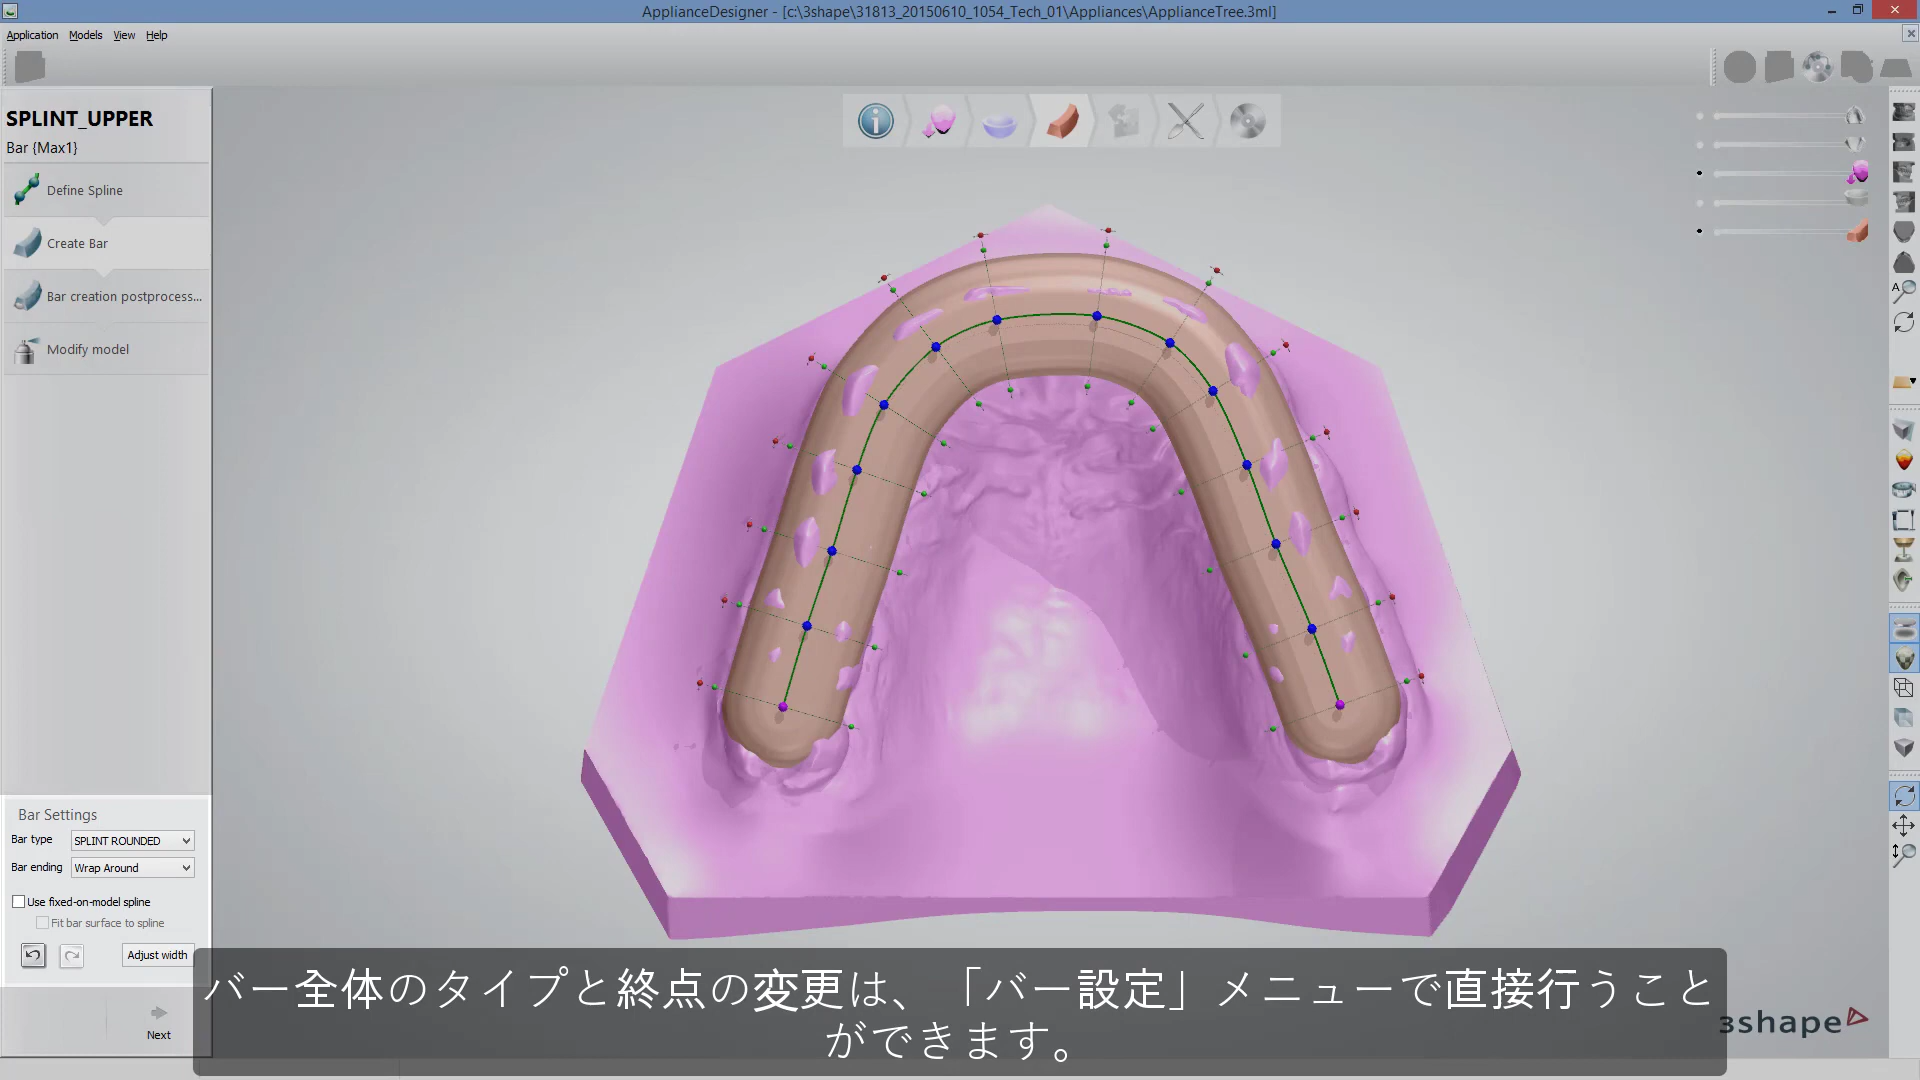 ApplianceDesigner - [c:\3shape\31813_20150610_1054_Tech_01\Appliances\ApplianceTree.3ml]
Application Models View Help
SPLINT_UPPER
Bar {Max1}
Define Spline
Create Bar
Bar creation postprocess...
Modify model
A
Bar Settings
Bar type SPLINT ROUNDED
Bar ending Wrap Around
Use fixed-on-model spline
Fit bar surface to spline
Adjust width
Next
バー全体のタイプと終点の変更は、「バー設定」メニューで直接行うこと
ができます。
3shape